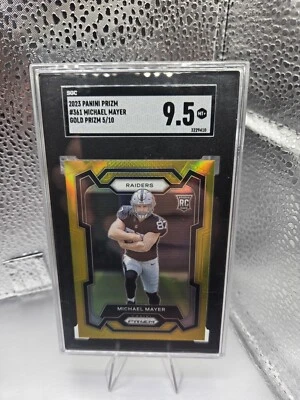 SGC
2023 PANINI PRIZM
#361 MICHAEL MAYER
GOLD PRIZM 5/10
9.5
MT+
RAIDERS
RC
87
MICHAEL MAYER
PRIZM